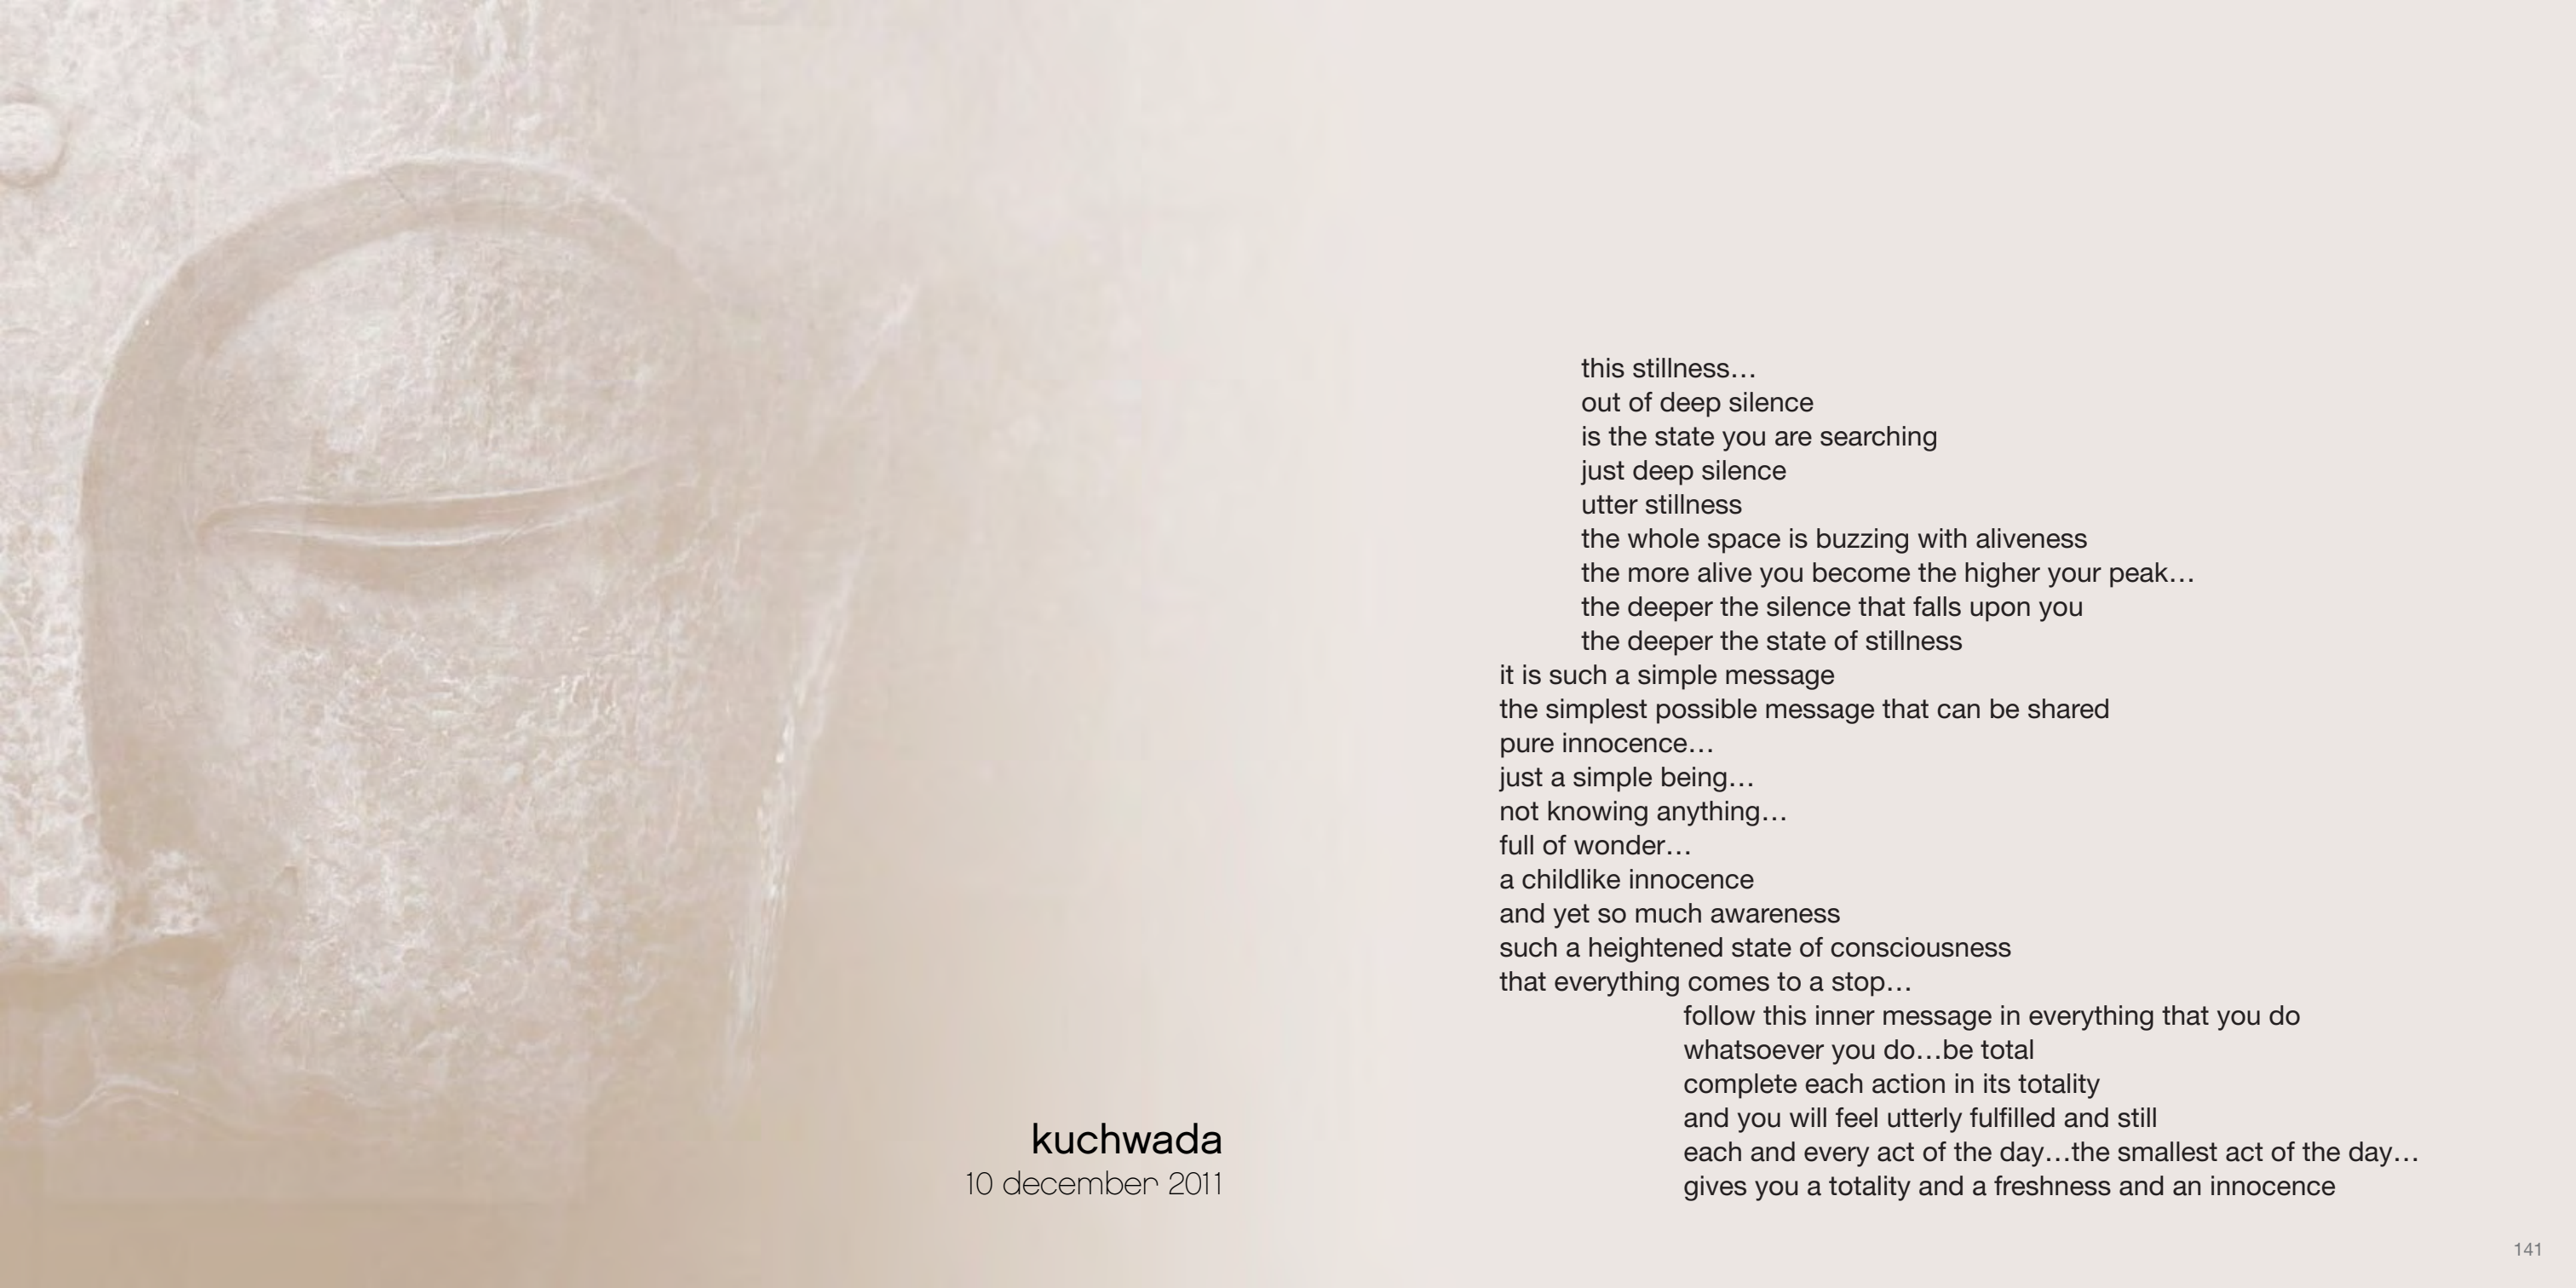 kuchwada
10 december 2011
this stillness…
out of deep silence
is the state you are searching
just deep silence
utter stillness
the whole space is buzzing with aliveness
the more alive you become the higher your peak…
the deeper the silence that falls upon you
the deeper the state of stillness
it is such a simple message
the simplest possible message that can be shared
pure innocence…
just a simple being…
not knowing anything…
full of wonder…
a childlike innocence
and yet so much awareness
such a heightened state of consciousness
that everything comes to a stop…
follow this inner message in everything that you do
whatsoever you do…be total
complete each action in its totality
and you will feel utterly fulfilled and still
each and every act of the day…the smallest act of the day…
gives you a totality and a freshness and an innocence
141